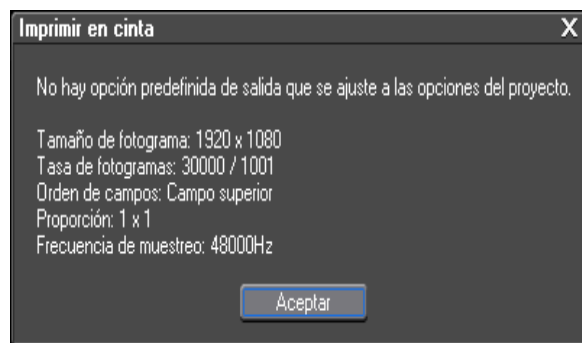 Imprimir en cinta X
No hay opción predefinida de salida que se ajuste a las opciones del proyecto.
Tamaño de fotograma: 1920 x 1080
Tasa de fotogramas: 30000 / 1001
Orden de campos: Campo superior
Proporción: 1 x 1
Frecuencia de muestreo: 48000Hz
Aceptar